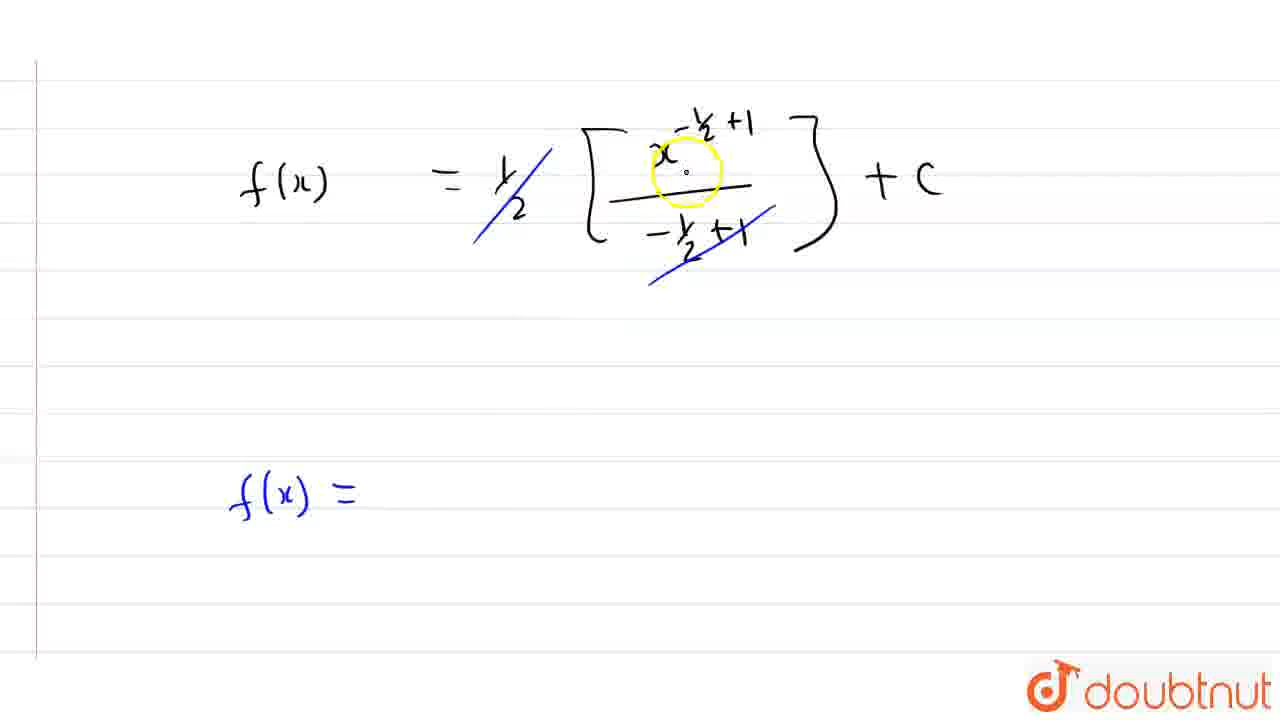 f(x) = 1/2 [ x^(-1/2 + 1) / (-1/2 + 1) ] + C
f(x) =
doubtnut